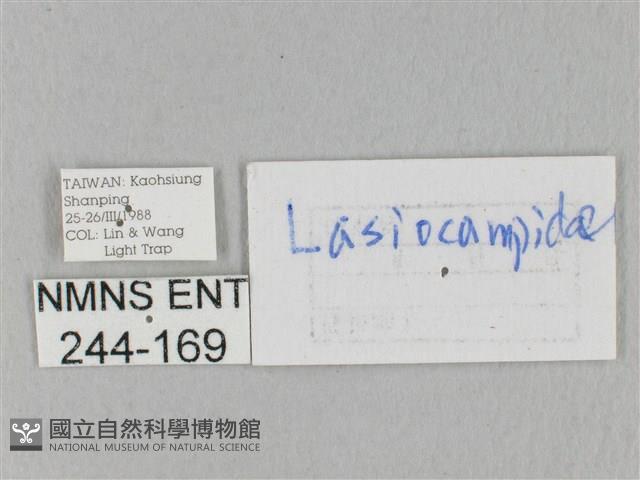 TAIWAN: Kaohsiung
Shanping
25-26/III/1988
COL: Lin & Wang
Light Trap
NMNS ENT
244-169
Lasiocampidae
國立自然科學博物館
NATIONAL MUSEUM OF NATURAL SCIENCE